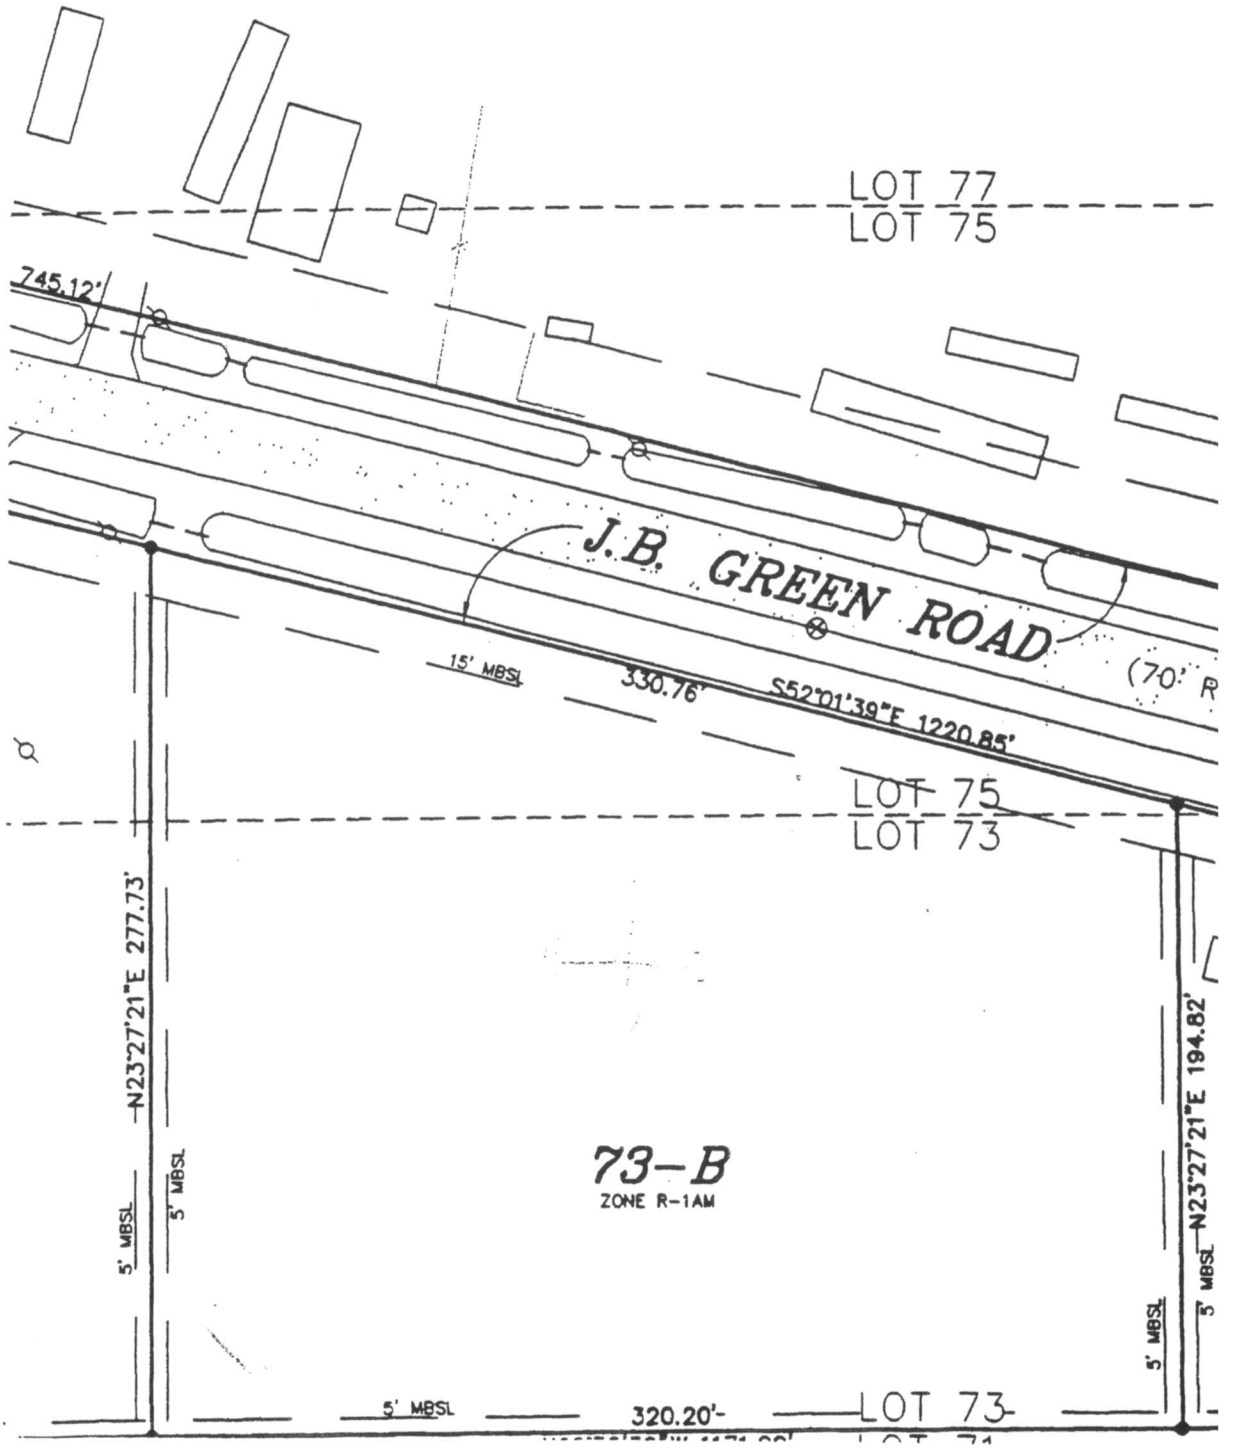 LOT 77
LOT 75
745.12'
J.B. GREEN ROAD
(70' R
15' MBSL
330.76'
S52°01'39"E 1220.85'
LOT 75
LOT 73
N23°27'21"E 277.73'
N23°27'21"E 194.82'
73-B
ZONE R-1AM
5' MBSL
5' MBSL
5' MBSL
5' MBSL
5' MBSL
320.20'
LOT 73